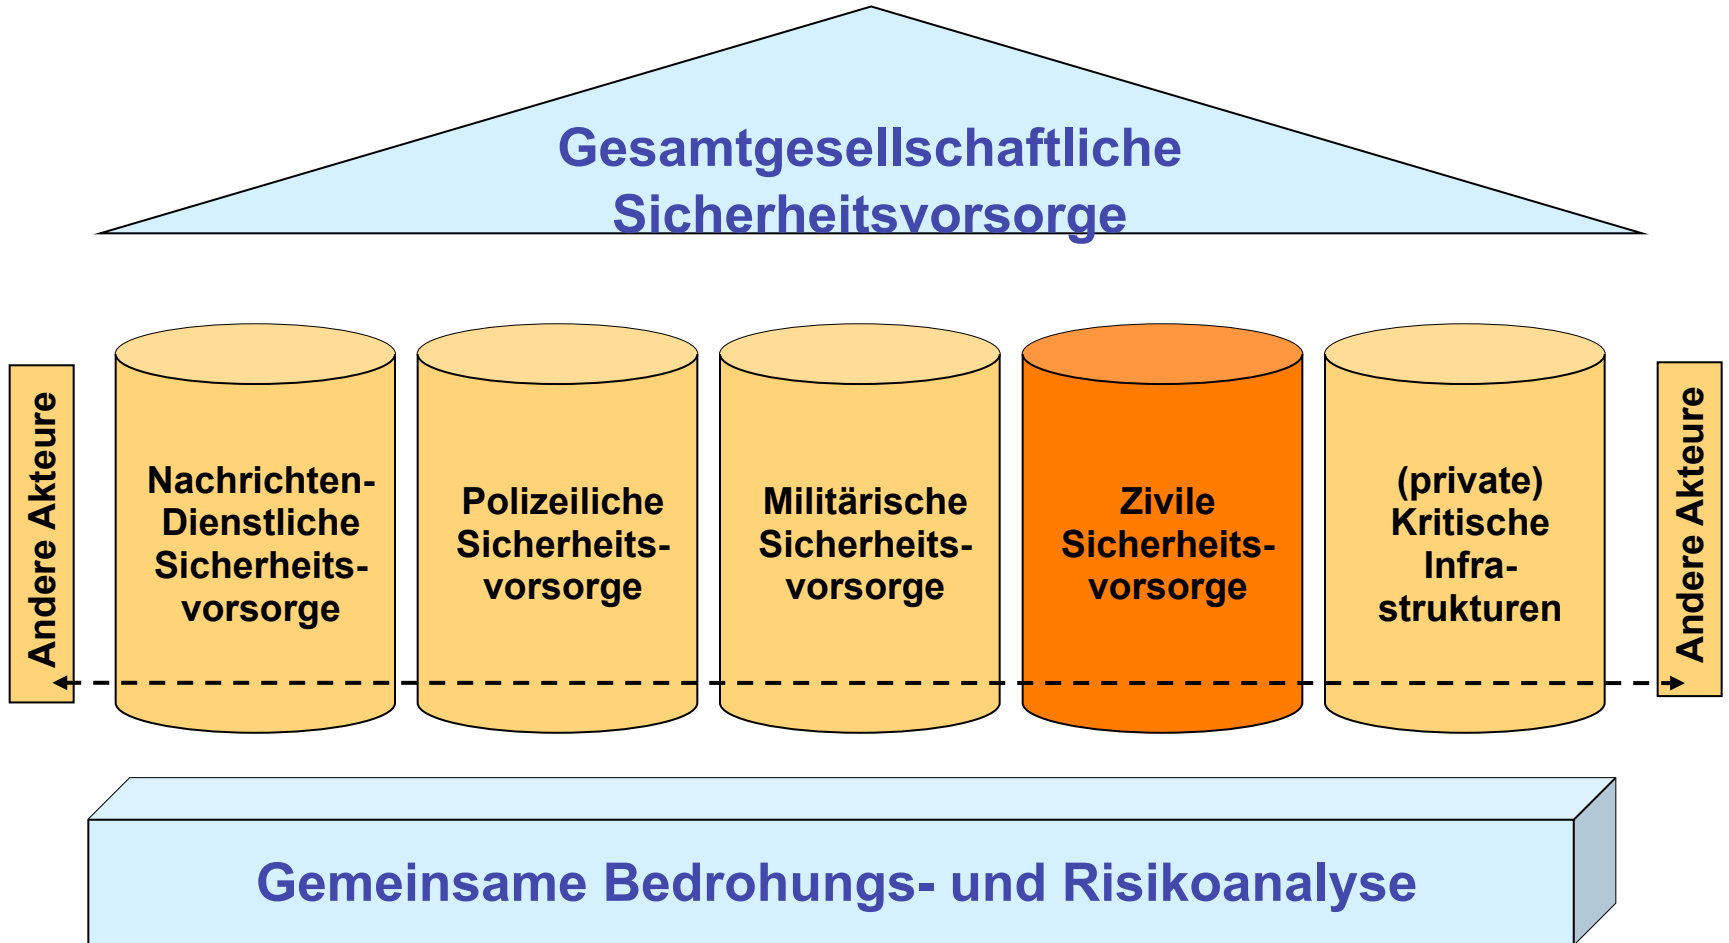 Gesamtgesellschaftliche
Sicherheitsvorsorge
Andere Akteure
Nachrichten-
Dienstliche
Sicherheits-
vorsorge
Polizeiliche
Sicherheits-
vorsorge
Militärische
Sicherheits-
vorsorge
Zivile
Sicherheits-
vorsorge
(private)
Kritische
Infra-
strukturen
Andere Akteure
Gemeinsame Bedrohungs- und Risikoanalyse